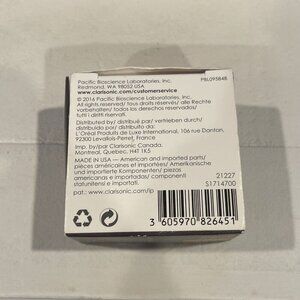 Pacific Bioscience Laboratories, Inc.
Redmond, WA 98052 USA
www.clarisonic.com/customerservice
PBL09584B
© 2016 Pacific Bioscience Laboratories, Inc.
All rights reserved/ tous droits réservés/ alle Rechte
vorbehalten/ todos los derechos reservados/
tutti i diritti riservati
Distributed by/ distribué par/ vertrieben durch/
distribuido por/ distribuito da:
L'Oréal Produits de Luxe International, 106 rue Danton,
92300 Levallois-Perret, France
Imp. by/par Clarisonic Canada,
Montreal, Quebec, H4T 1K5
MADE IN USA — American and imported parts/
pièces américaines et importées/ Amerikanische
und importierte Komponenten/ piezas
americanas e importadas/ componenti
statunitensi e importati
pat.: www.clarisonic.com/ip
21227
S1714700
3 605970 826451